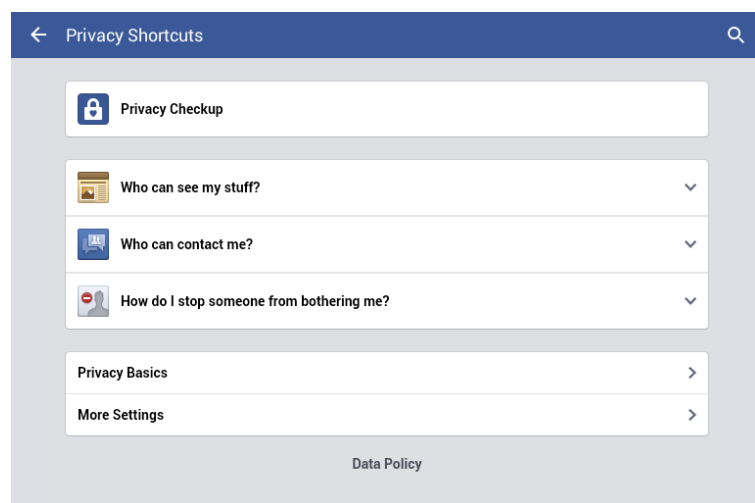 Privacy Shortcuts
Privacy Checkup
Who can see my stuff?
Who can contact me?
How do I stop someone from bothering me?
Privacy Basics
More Settings
Data Policy